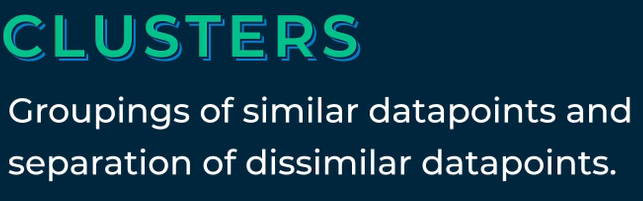 CLUSTERS
Groupings of similar datapoints and
separation of dissimilar datapoints.